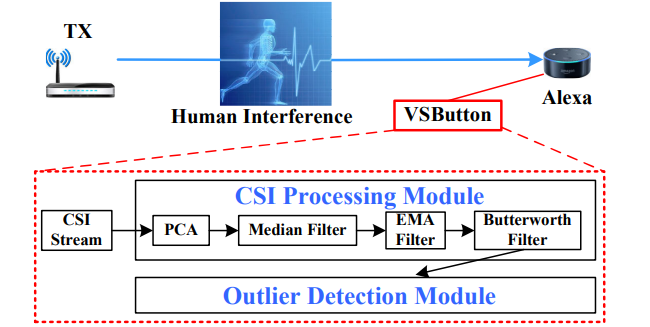 TX
Human Interference
Alexa
VSButton
CSI Processing Module
CSI
Stream
PCA
Median Filter
EMA
Filter
Butterworth
Filter
Outlier Detection Module